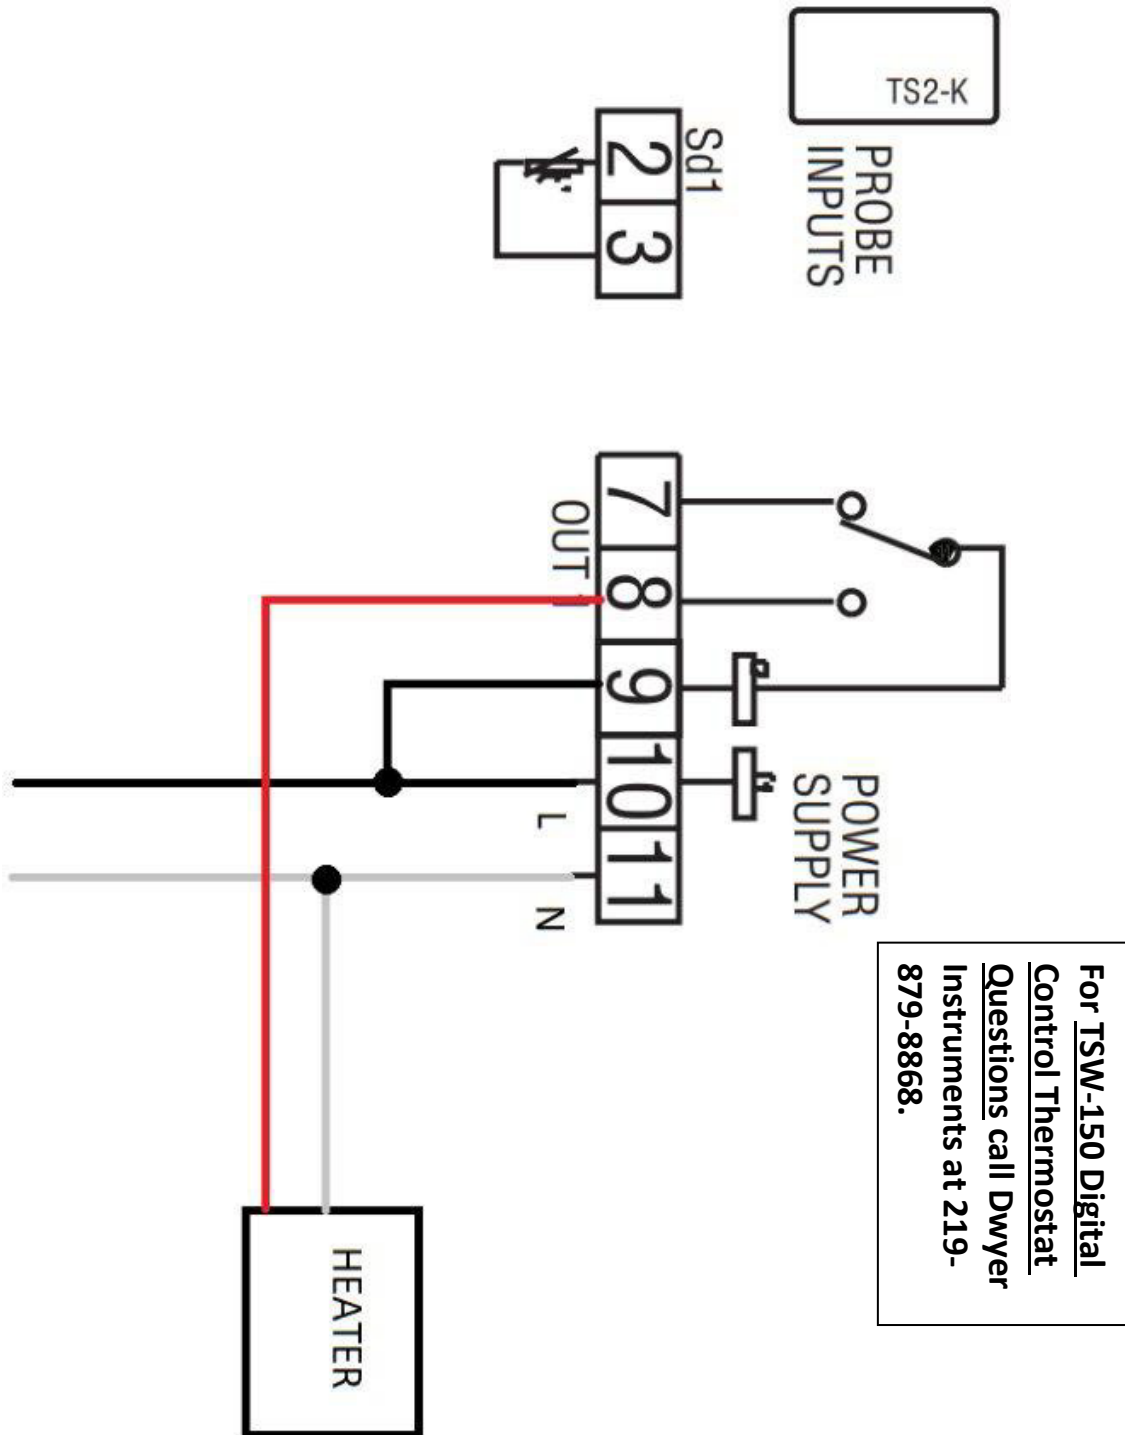 TS2-K
PROBE
INPUTS
Sd1
2 3
For TSW-150 Digital
Control Thermostat
Questions call Dwyer
Instruments at 219-
879-8868.
POWER
SUPPLY
7 8 9 10 11
OUT
L
N
HEATER